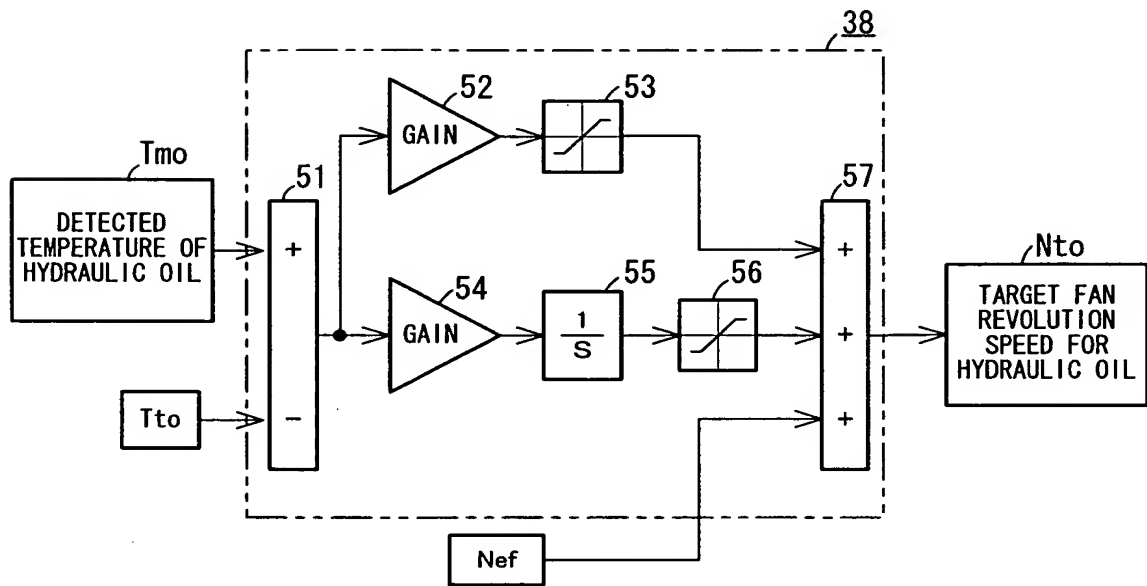 38
52
53
GAIN
Tmo
51
57
DETECTED
TEMPERATURE OF
HYDRAULIC OIL
+
+
Nto
54
55
56
TARGET FAN
REVOLUTION
SPEED FOR
HYDRAULIC OIL
GAIN
1
S
+
Tto
−
+
Nef